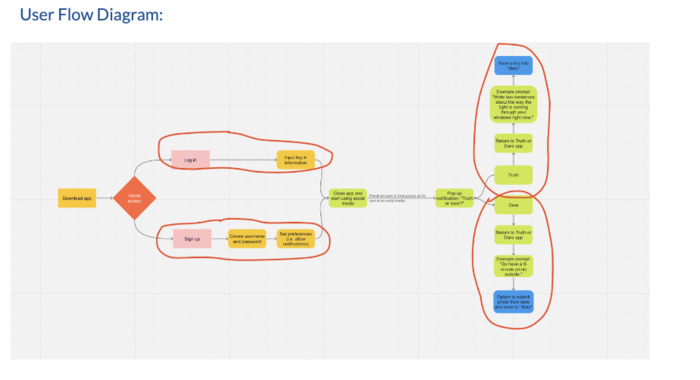 User Flow Diagram:
Download app
Home
screen
Log in
Input log in
information
Sign up
Create username
and password
Set preferences
(i.e. allow
notifications)
Close app and
start using social
media
Pop-up
notification: "Truth
or dare?"
Save entry into
"diary"
Example prompt:
"Write two sentences
about the way the
light is coming
through your
windows right now."
Return to Truth or
Dare app
Truth
Dare
Return to Truth or
Dare app
Example prompt:
"Go have a 5-
minute picnic
outside."
Option to submit
photo from dare
and save to "diary"